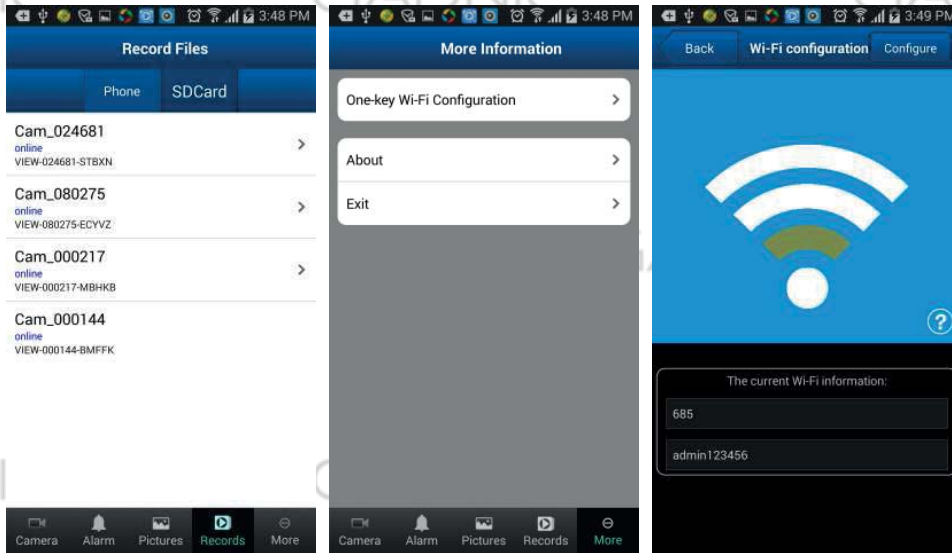 3:48 PM
Record Files
Phone SDCard
Cam_024681
online
VIEW-024681-STBXN
Cam_080275
online
VIEW-080275-ECYVZ
Cam_000217
online
VIEW-000217-MBHKB
Cam_000144
online
VIEW-000144-BMFFK
Camera Alarm Pictures Records More
3:48 PM
More Information
One-key Wi-Fi Configuration
About
Exit
Camera Alarm Pictures Records More
3:49 PM
Back Wi-Fi configuration Configure
?
The current Wi-Fi information:
685
admin123456